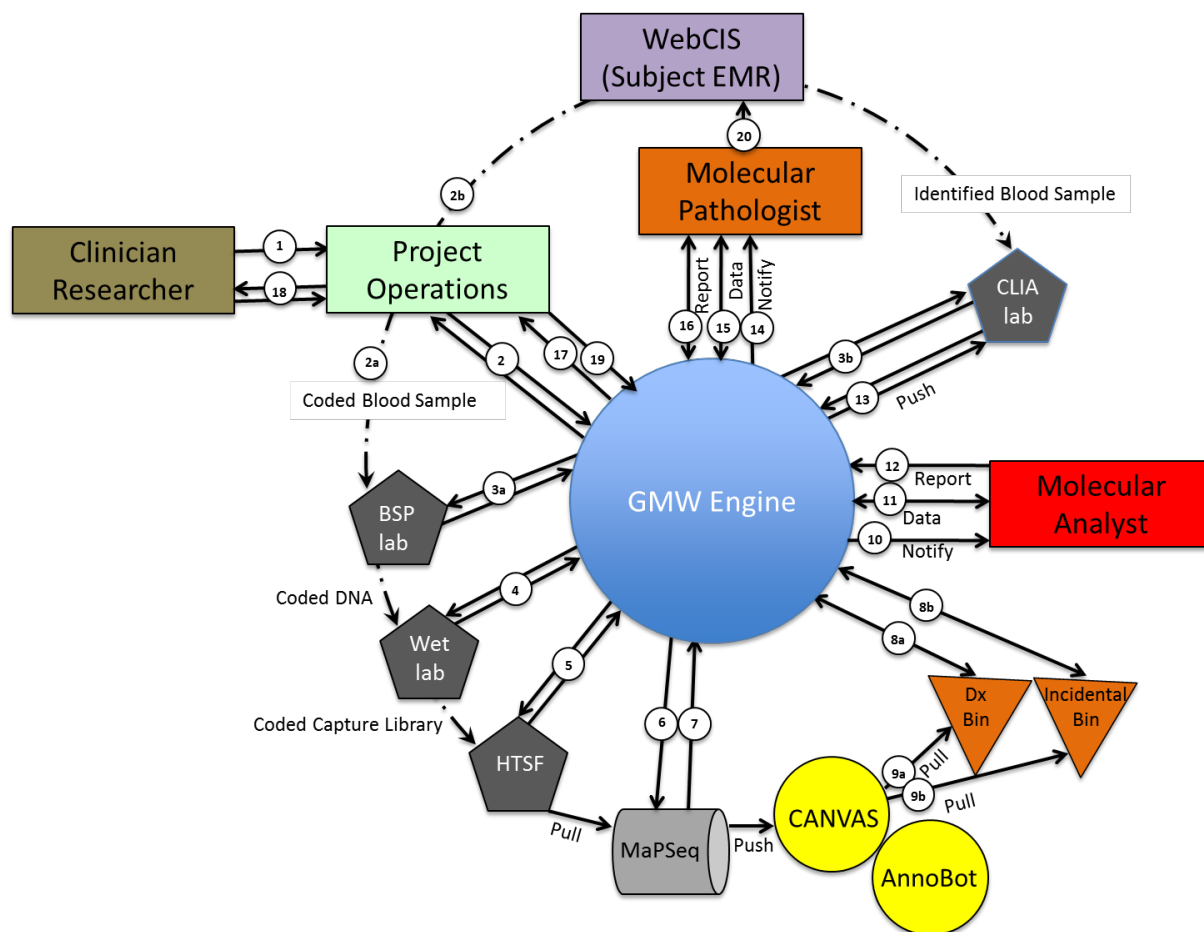 WebCIS
(Subject EMR)
20
Molecular
Pathologist
2b
Identified Blood Sample
Clinician
Researcher
1
18
Project
Operations
CLIA
lab
16
Report
15
Data
14
Notify
2a
Coded Blood Sample
2
17
19
3b
13
Push
GMW Engine
12
Report
11
Data
10
Notify
Molecular
Analyst
BSP
lab
3a
Coded DNA
4
Wet
lab
8b
8a
5
Coded Capture Library
6
7
Dx
Bin
Incidental
Bin
HTSF
Pull
MaPSeq
Push
CANVAS
9a
Pull
9b
Pull
AnnoBot